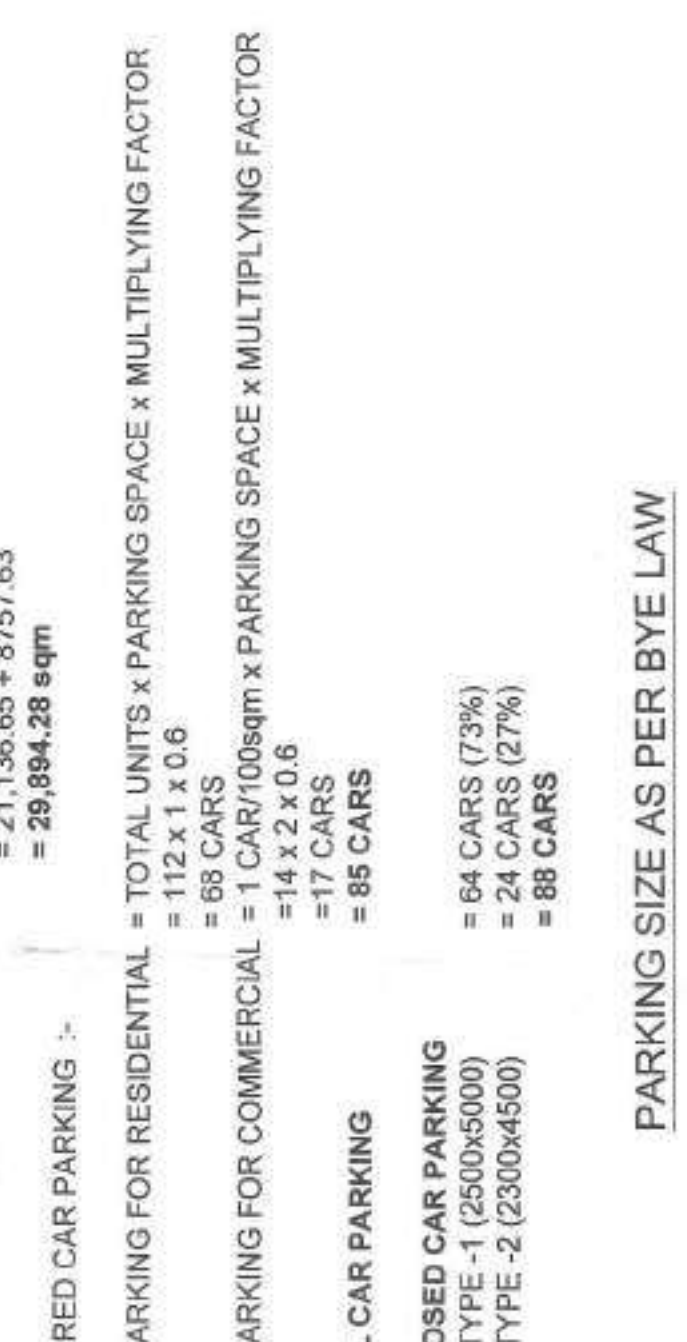 = 21,136.65 + 8757.63
= 29,894.28 sqm
RED CAR PARKING :-
ARKING FOR RESIDENTIAL = TOTAL UNITS x PARKING SPACE x MULTIPLYING FACTOR
= 112 x 1 x 0.6
= 68 CARS
ARKING FOR COMMERCIAL = 1 CAR/100sqm x PARKING SPACE x MULTIPLYING FACTOR
=14 x 2 x 0.6
=17 CARS
L CAR PARKING = 85 CARS
OSED CAR PARKING
TYPE -1 (2500x5000) = 64 CARS (73%)
TYPE -2 (2300x4500) = 24 CARS (27%)
= 88 CARS
PARKING SIZE AS PER BYE LAW